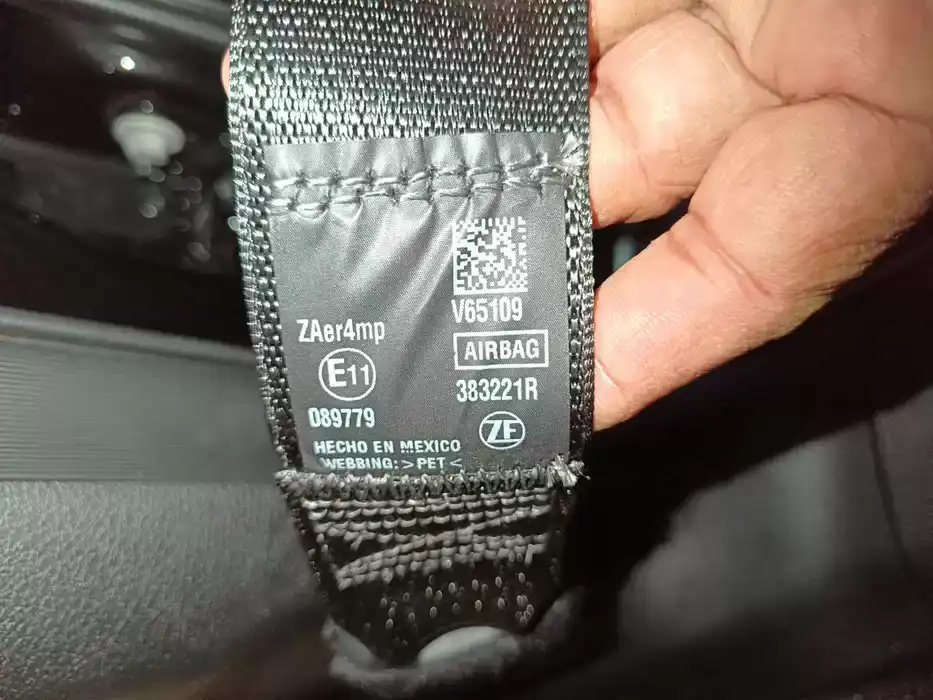 V65109
ZAer4mp
AIRBAG
E11
383221R
089779
ZF
HECHO EN MEXICO
WEBBING: > PET <